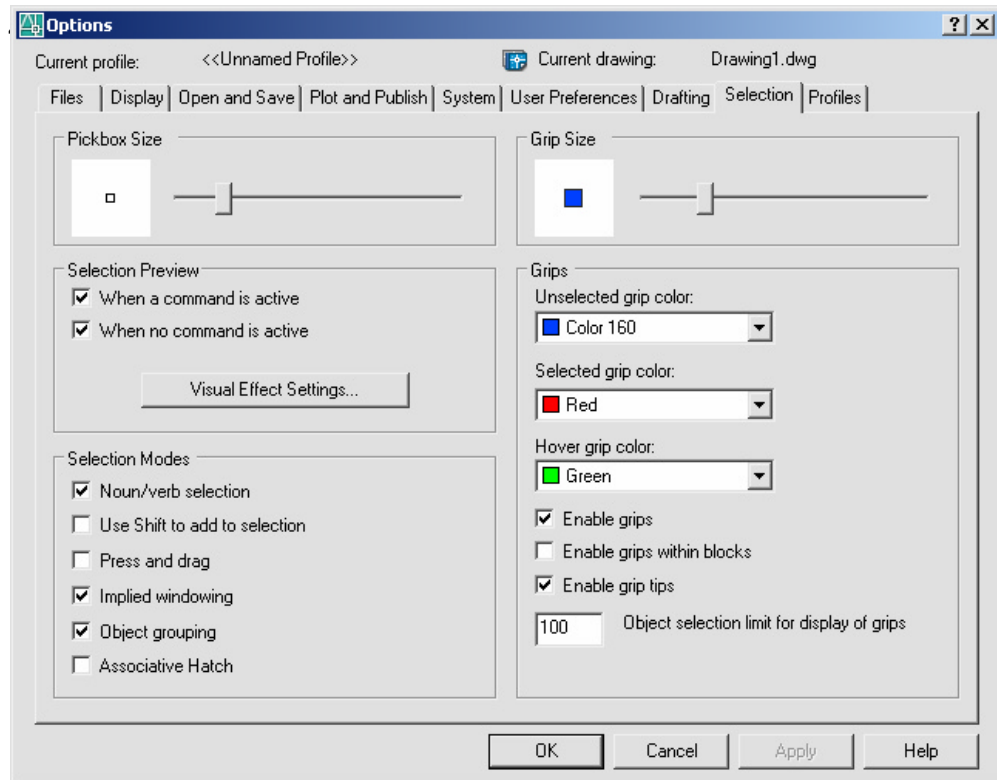 Options
Current profile: <<Unnamed Profile>> Current drawing: Drawing1.dwg
Files Display Open and Save Plot and Publish System User Preferences Drafting Selection Profiles
Pickbox Size
Grip Size
Selection Preview
When a command is active
When no command is active
Visual Effect Settings...
Selection Modes
Noun/verb selection
Use Shift to add to selection
Press and drag
Implied windowing
Object grouping
Associative Hatch
Grips
Unselected grip color:
Color 160
Selected grip color:
Red
Hover grip color:
Green
Enable grips
Enable grips within blocks
Enable grip tips
100 Object selection limit for display of grips
OK Cancel Apply Help